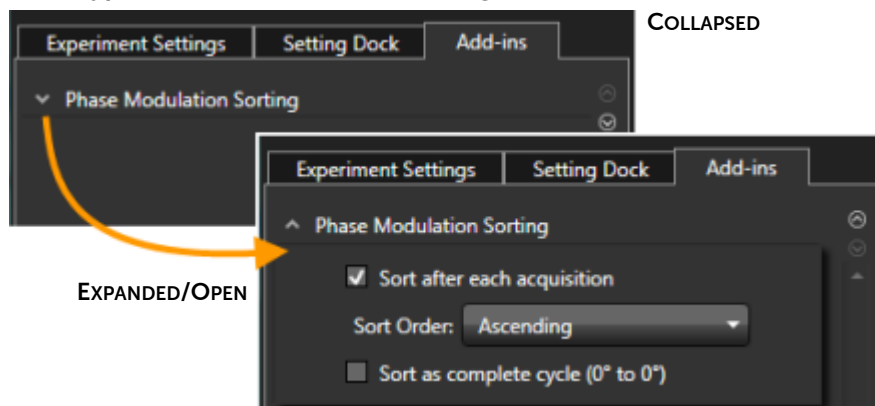 COLLAPSED
Experiment Settings Setting Dock Add-ins
Phase Modulation Sorting
Experiment Settings Setting Dock Add-ins
Phase Modulation Sorting
EXPANDED/OPEN
Sort after each acquisition
Sort Order: Ascending
Sort as complete cycle (0° to 0°)